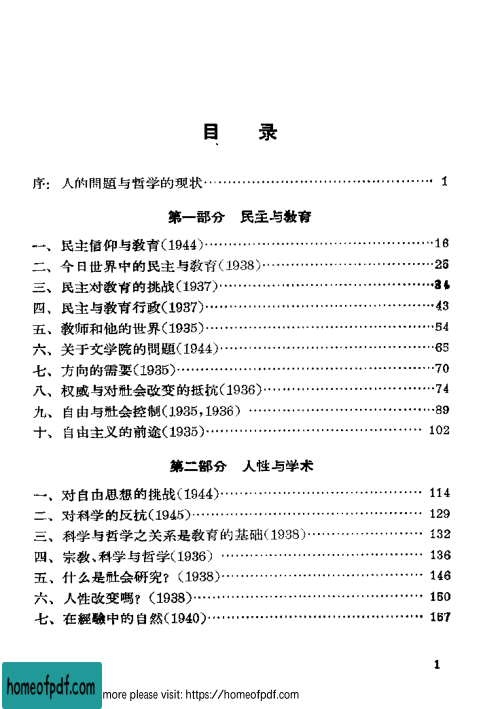 目　录
序：人的問題与哲学的現状……1
第一部分　民主与教育
一、民主信仰与教育(1944)……16
二、今日世界中的民主与教育(1938)……25
三、民主对教育的挑战(1937)……34
四、民主与教育行政(1937)……43
五、教师和他的世界(1935)……54
六、关于文学院的問題(1944)……65
七、方向的需要(1935)……70
八、权威与对社会改变的抵抗(1936)……74
九、自由与社会控制(1935,1936)……89
十、自由主义的前途(1935)……102
第二部分　人性与学术
一、对自由思想的挑战(1944)……114
二、对科学的反抗(1945)……129
三、科学与哲学之关系是教育的基础(1938)……132
四、宗教、科学与哲学(1936)……136
五、什么是社会研究？(1938)……146
六、人性改变嗎？(1938)……150
七、在經驗中的自然(1940)……157
1
homeofpdf.com more please visit: https://homeofpdf.com